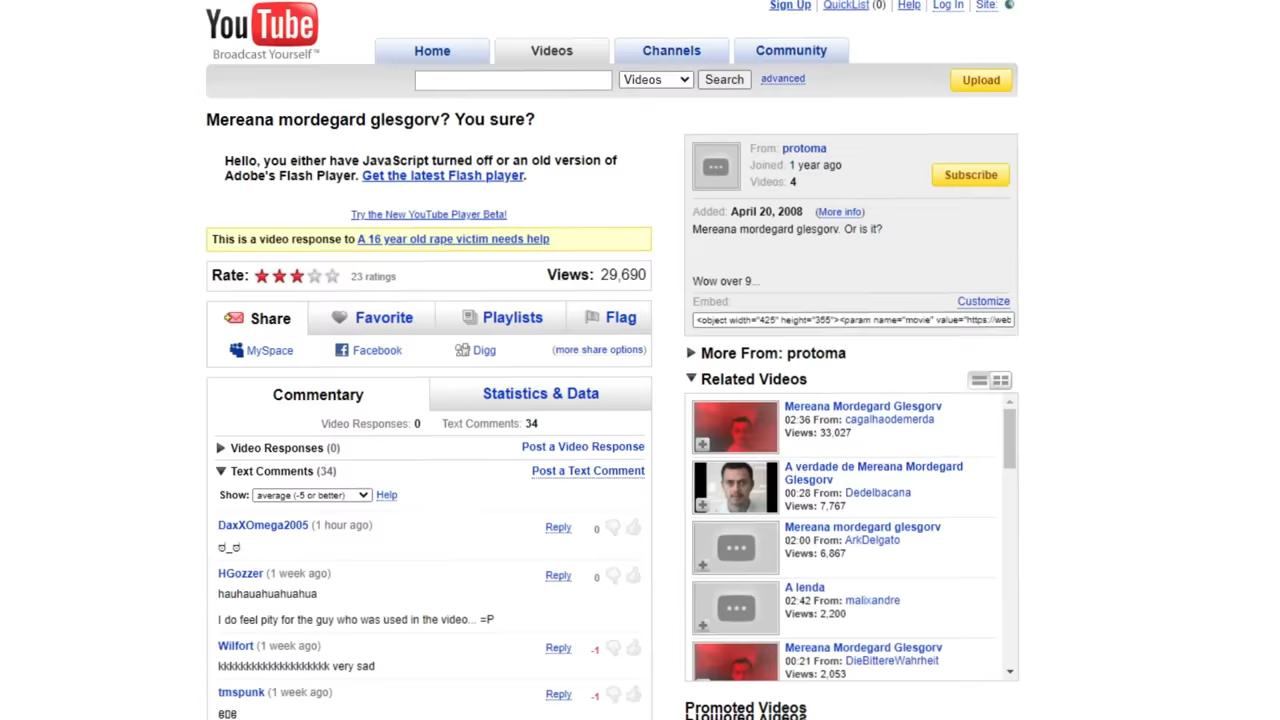 YouTube
Broadcast Yourself™
Sign Up | QuickList (0) | Help | Log In | Site:
Home
Videos
Channels
Community
Videos
Search
advanced
Upload
Mereana mordegard glesgorv? You sure?
Hello, you either have JavaScript turned off or an old version of
Adobe's Flash Player. Get the latest Flash player.
Try the New YouTube Player Beta!
This is a video response to A 16 year old rape victim needs help
Rate: 23 ratings Views: 29,690
Share
Favorite
Playlists
Flag
MySpace
Facebook
Digg
(more share options)
Commentary
Statistics & Data
Video Responses: 0 Text Comments: 34
Video Responses (0) Post a Video Response
Text Comments (34) Post a Text Comment
Show: average (-5 or better) Help
DaxXOmega2005 (1 hour ago) Reply 0
ಠ_ಠ
HGozzer (1 week ago) Reply 0
hauhauahuahuahua
I do feel pity for the guy who was used in the video... =P
Wilfort (1 week ago) Reply -1
kkkkkkkkkkkkkkkkkkkk very sad
tmspunk (1 week ago) Reply -1
From: protoma
Joined: 1 year ago
Videos: 4
Subscribe
Added: April 20, 2008 (More info)
Mereana mordegard glesgorv. Or is it?
Wow over 9...
Embed: Customize
<object width="425" height="355"><param name="movie" value="https://web
More From: protoma
Related Videos
Mereana Mordegard Glesgorv
02:36 From: cagalhaodemerda
Views: 33,027
A verdade de Mereana Mordegard
Glesgorv
00:28 From: Dedelbacana
Views: 7,767
Mereana mordegard glesgorv
02:00 From: ArkDelgato
Views: 6,867
A lenda
02:42 From: malixandre
Views: 2,200
Mereana Mordegard Glesgorv
00:21 From: DieBittereWahrheit
Views: 2,053
Promoted Videos